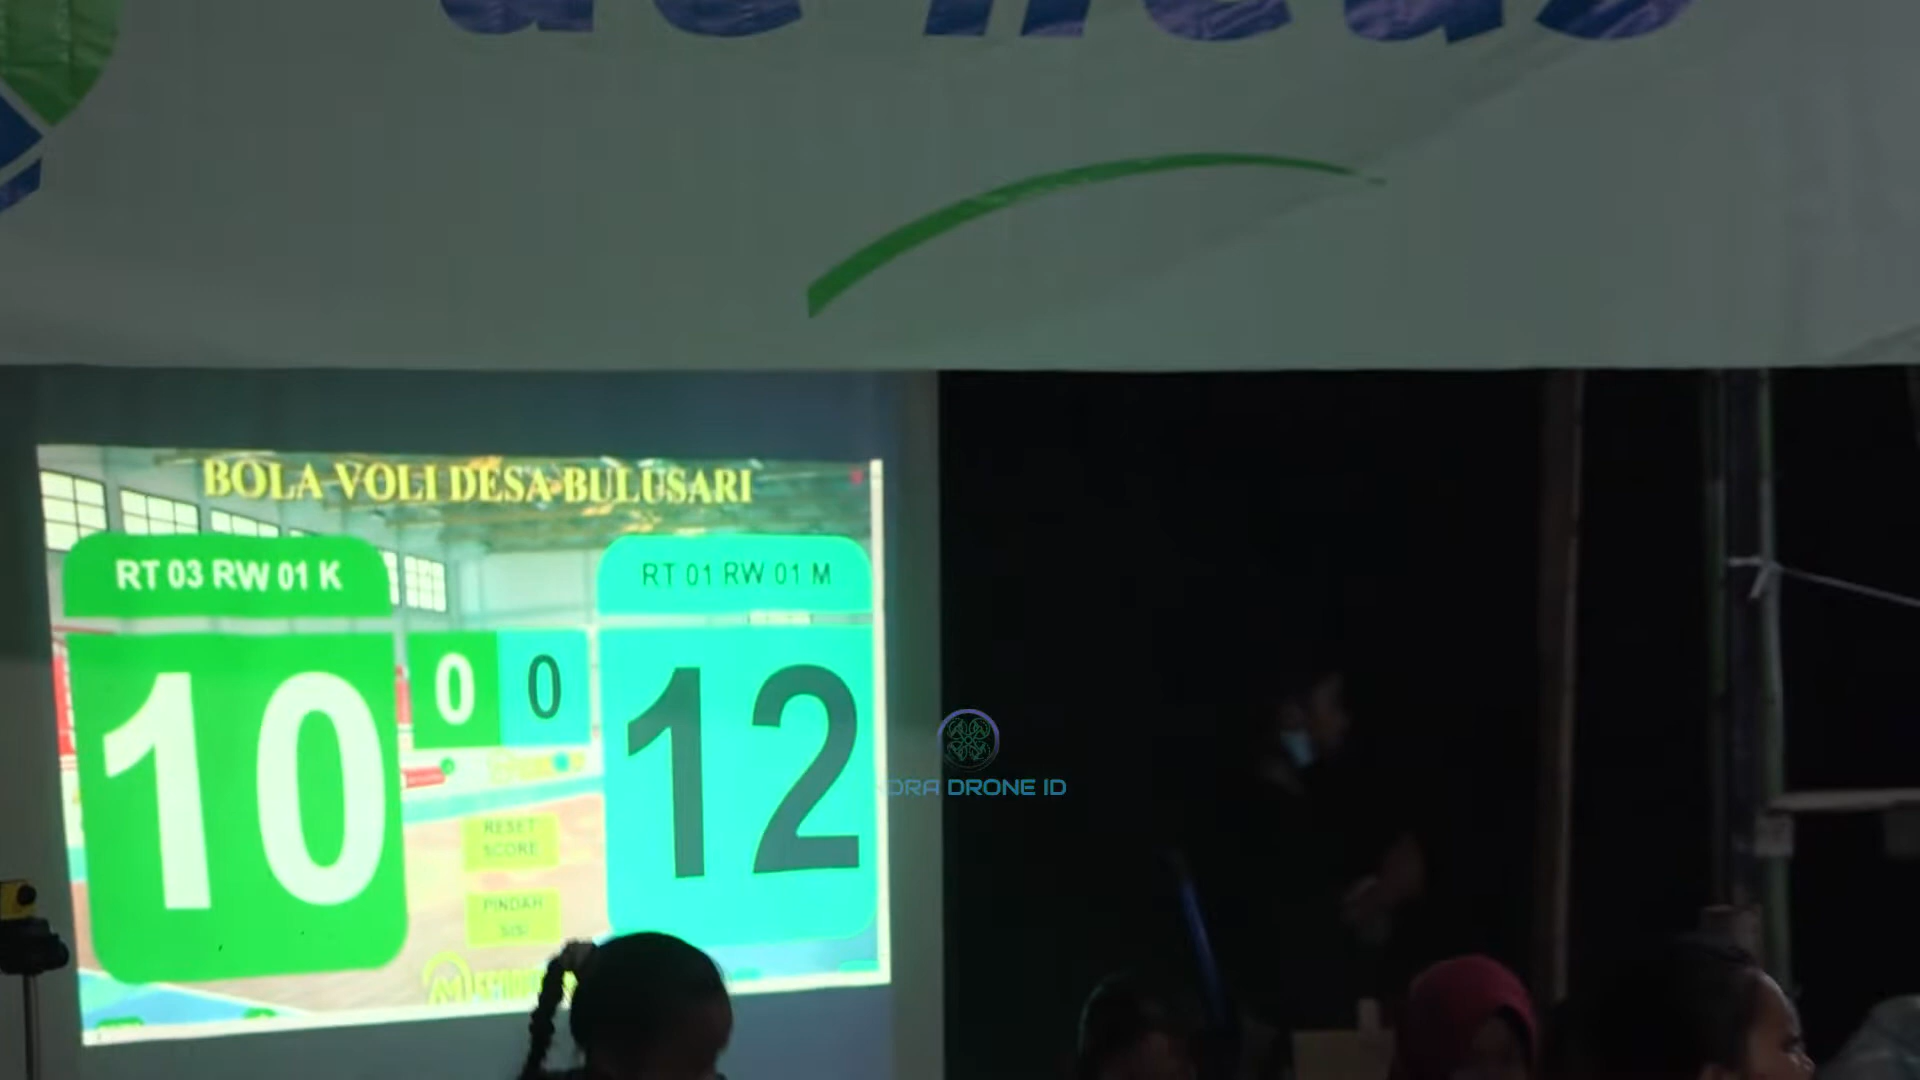 BOLA VOLI DESA BULUSARI
RT 03 RW 01 K
RT 01 RW 01 M
10
0
0
12
DRA DRONE ID
RESET
SCORE
PINDAH
SISI